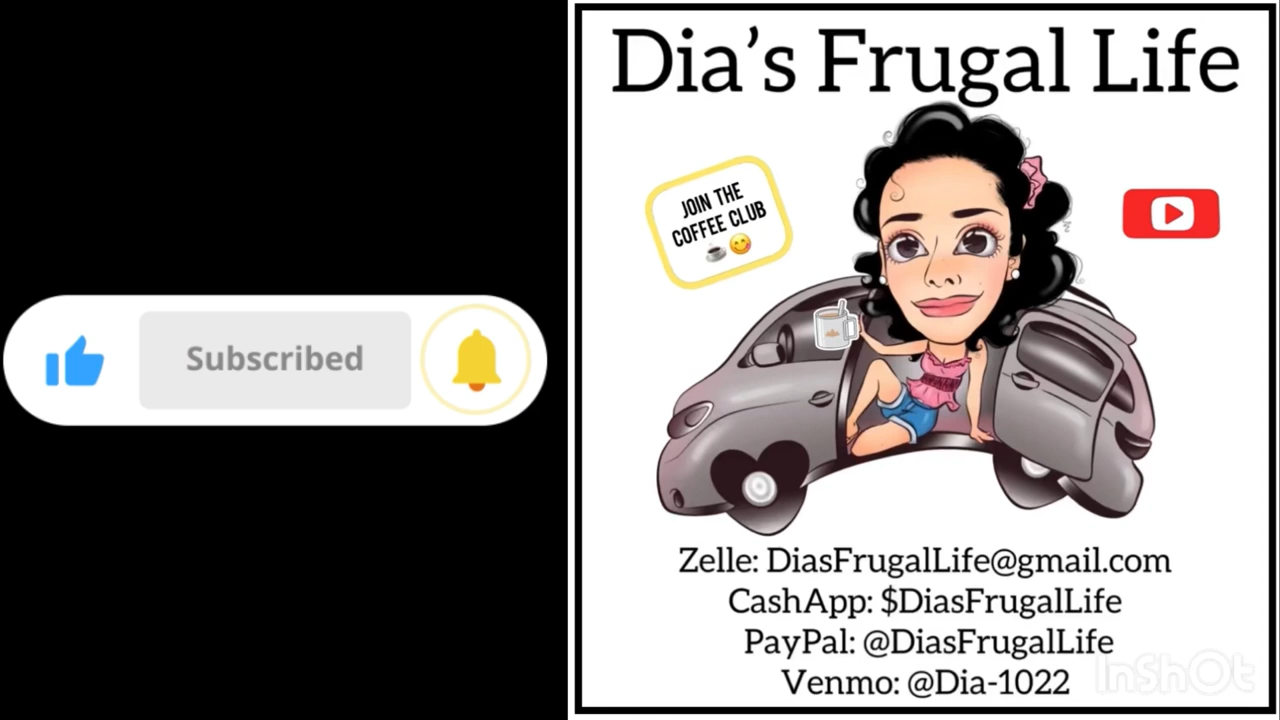 Subscribed
Dia's Frugal Life
JOIN THE
COFFEE CLUB
Zelle: DiasFrugalLife@gmail.com
CashApp: $DiasFrugalLife
PayPal: @DiasFrugalLife
Venmo: @Dia-1022
InShOt